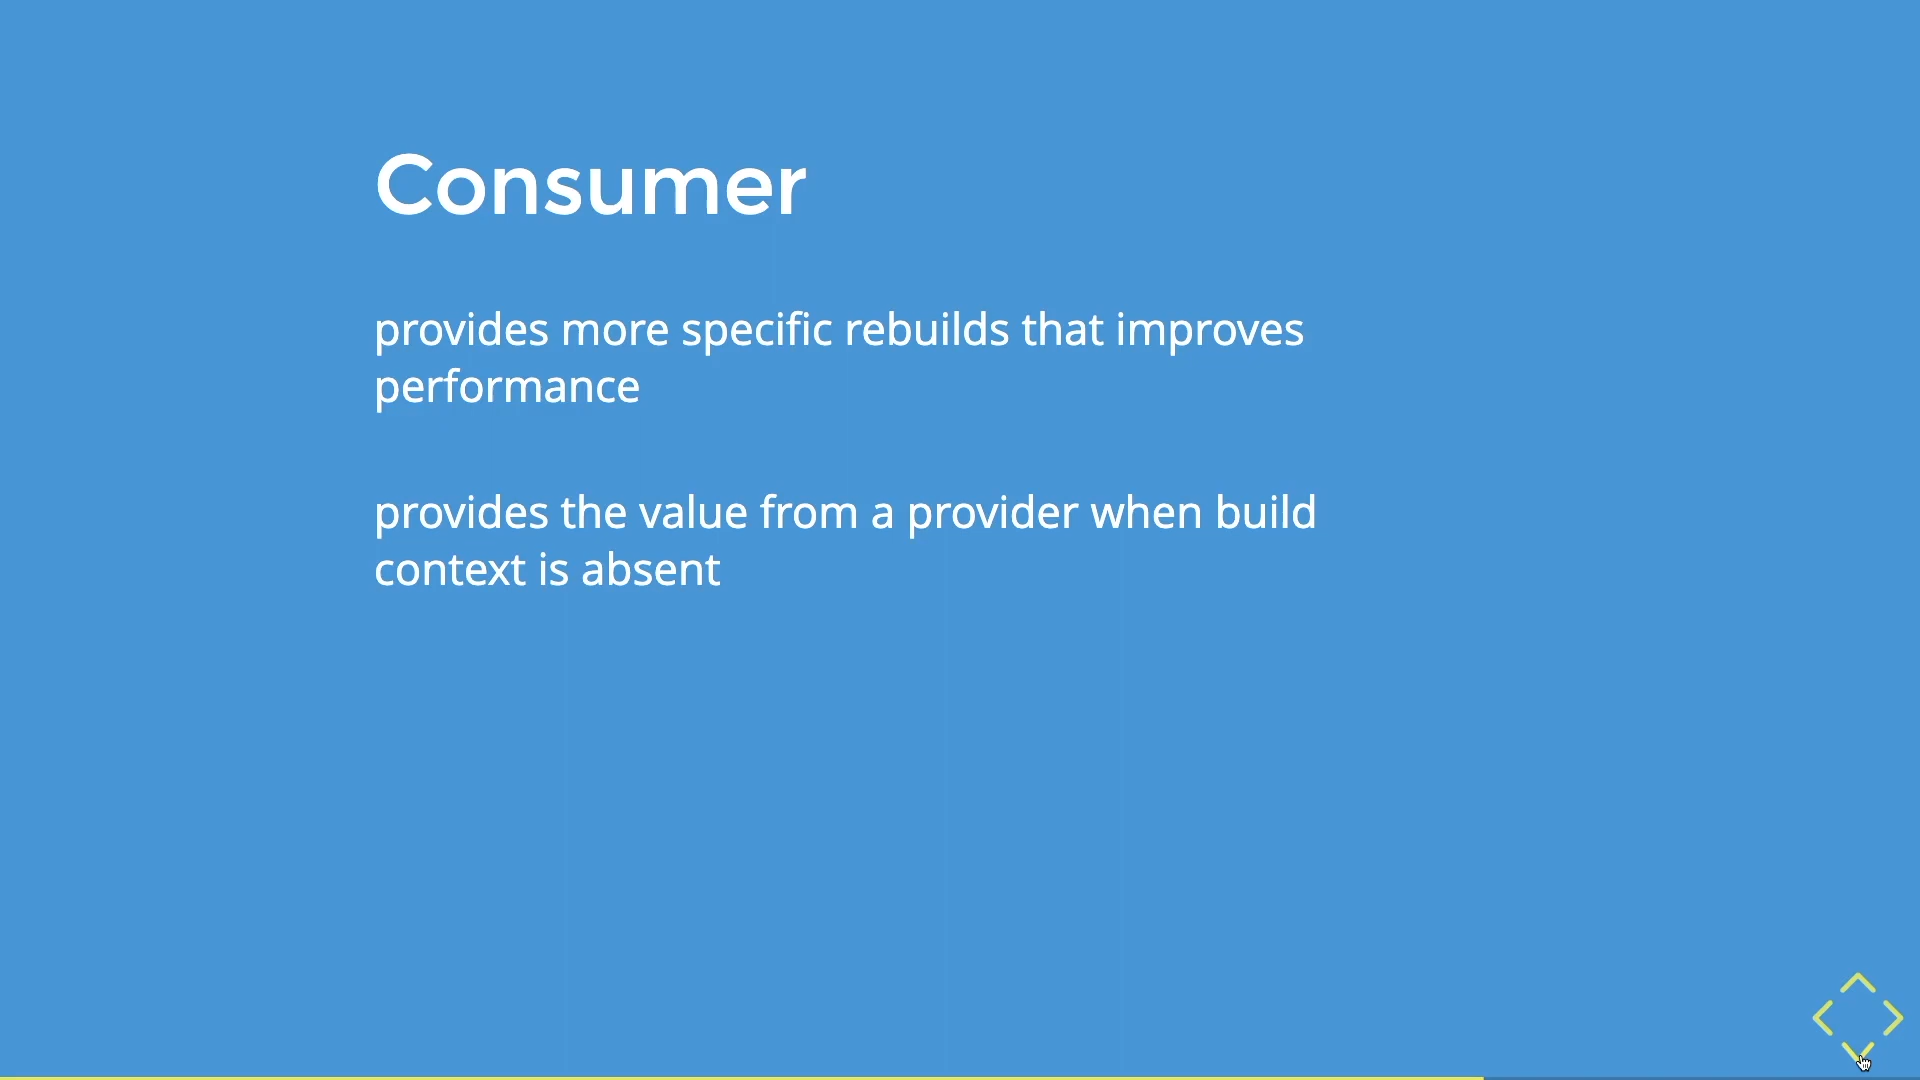 Consumer
provides more specific rebuilds that improves
performance
provides the value from a provider when build
context is absent